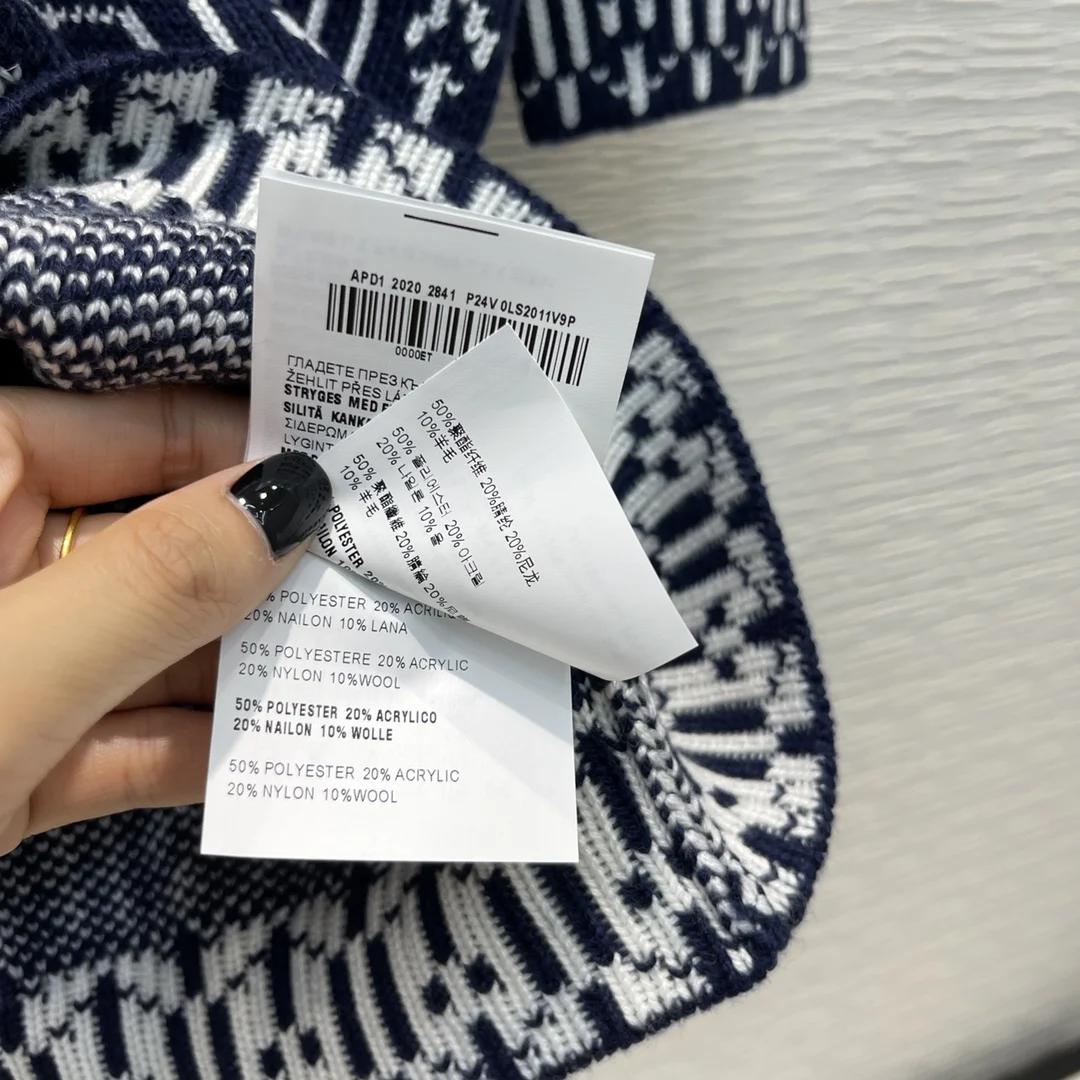 APD1 2020 2841 P24V 0LS2011V9P
0000ET
ГЛАДЕТЕ ПРЕЗ
ŽEHLIT PŘES
STRYGES MED
SILITĀ
ΣΙΔΕΡΩΜ
LYGINT
50%聚酯纤维 20%腈纶 20%尼龙
10%羊毛
50% 폴리에스터 20% 아크릴
20% 나일론 10% 울
50% 聚酯纖維 20%腈綸 20%尼
10%羊毛
POLYESTER
% POLYESTER 20% ACRILI
20% NAILON 10% LANA
50% POLYESTERE 20% ACRYLIC
20% NYLON 10%WOOL
50% POLYESTER 20% ACRYLICO
20% NAILON 10% WOLLE
50% POLYESTER 20% ACRYLIC
20% NYLON 10%WOOL